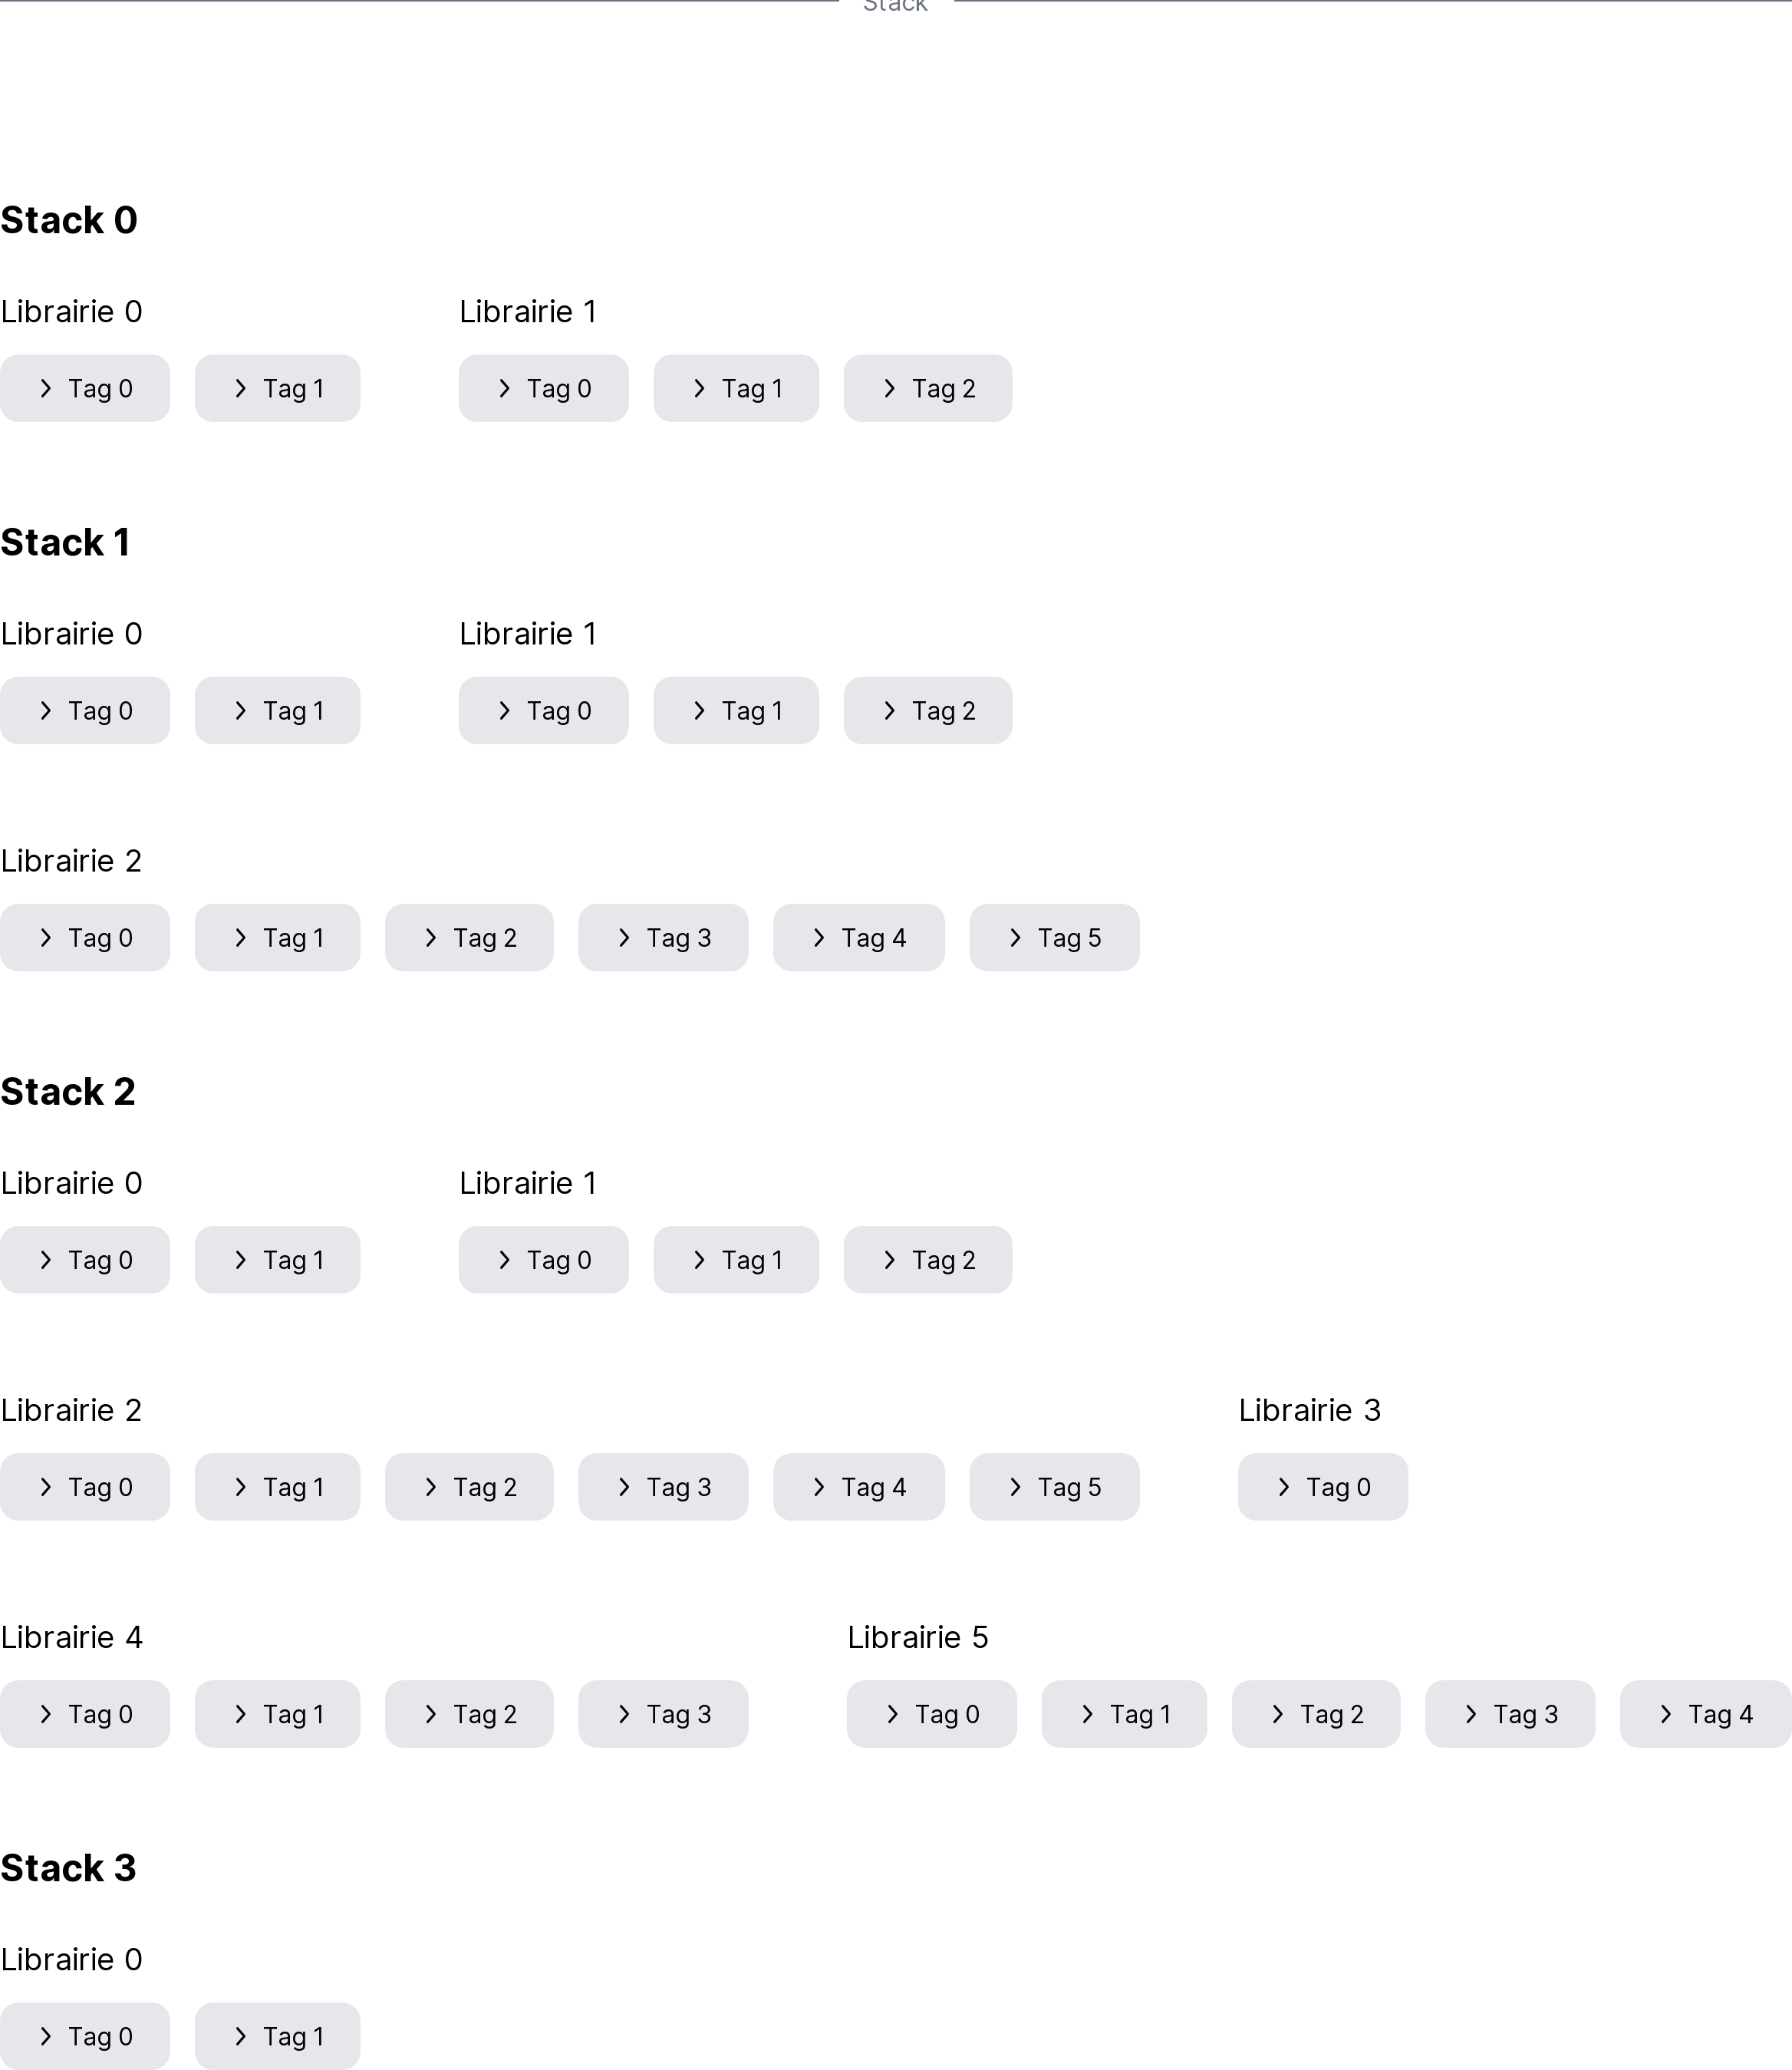 Stack
Stack 0
Librairie 0 Librairie 1
Tag 0 Tag 1 Tag 0 Tag 1 Tag 2
Stack 1
Librairie 0 Librairie 1
Tag 0 Tag 1 Tag 0 Tag 1 Tag 2
Librairie 2
Tag 0 Tag 1 Tag 2 Tag 3 Tag 4 Tag 5
Stack 2
Librairie 0 Librairie 1
Tag 0 Tag 1 Tag 0 Tag 1 Tag 2
Librairie 2 Librairie 3
Tag 0 Tag 1 Tag 2 Tag 3 Tag 4 Tag 5 Tag 0
Librairie 4 Librairie 5
Tag 0 Tag 1 Tag 2 Tag 3 Tag 0 Tag 1 Tag 2 Tag 3 Tag 4
Stack 3
Librairie 0
Tag 0 Tag 1